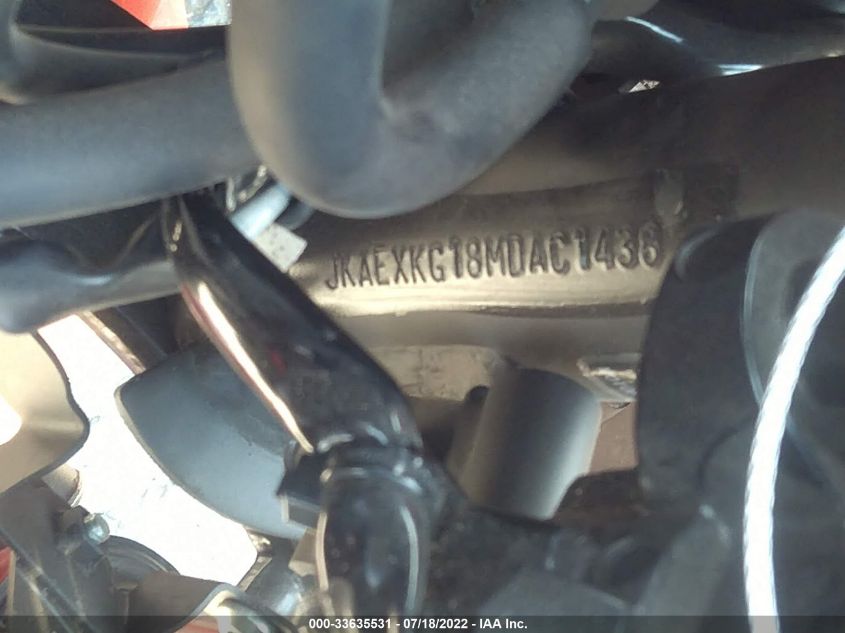 JKAEXKG18MDAC1436
000-33635531 - 07/18/2022 - IAA Inc.